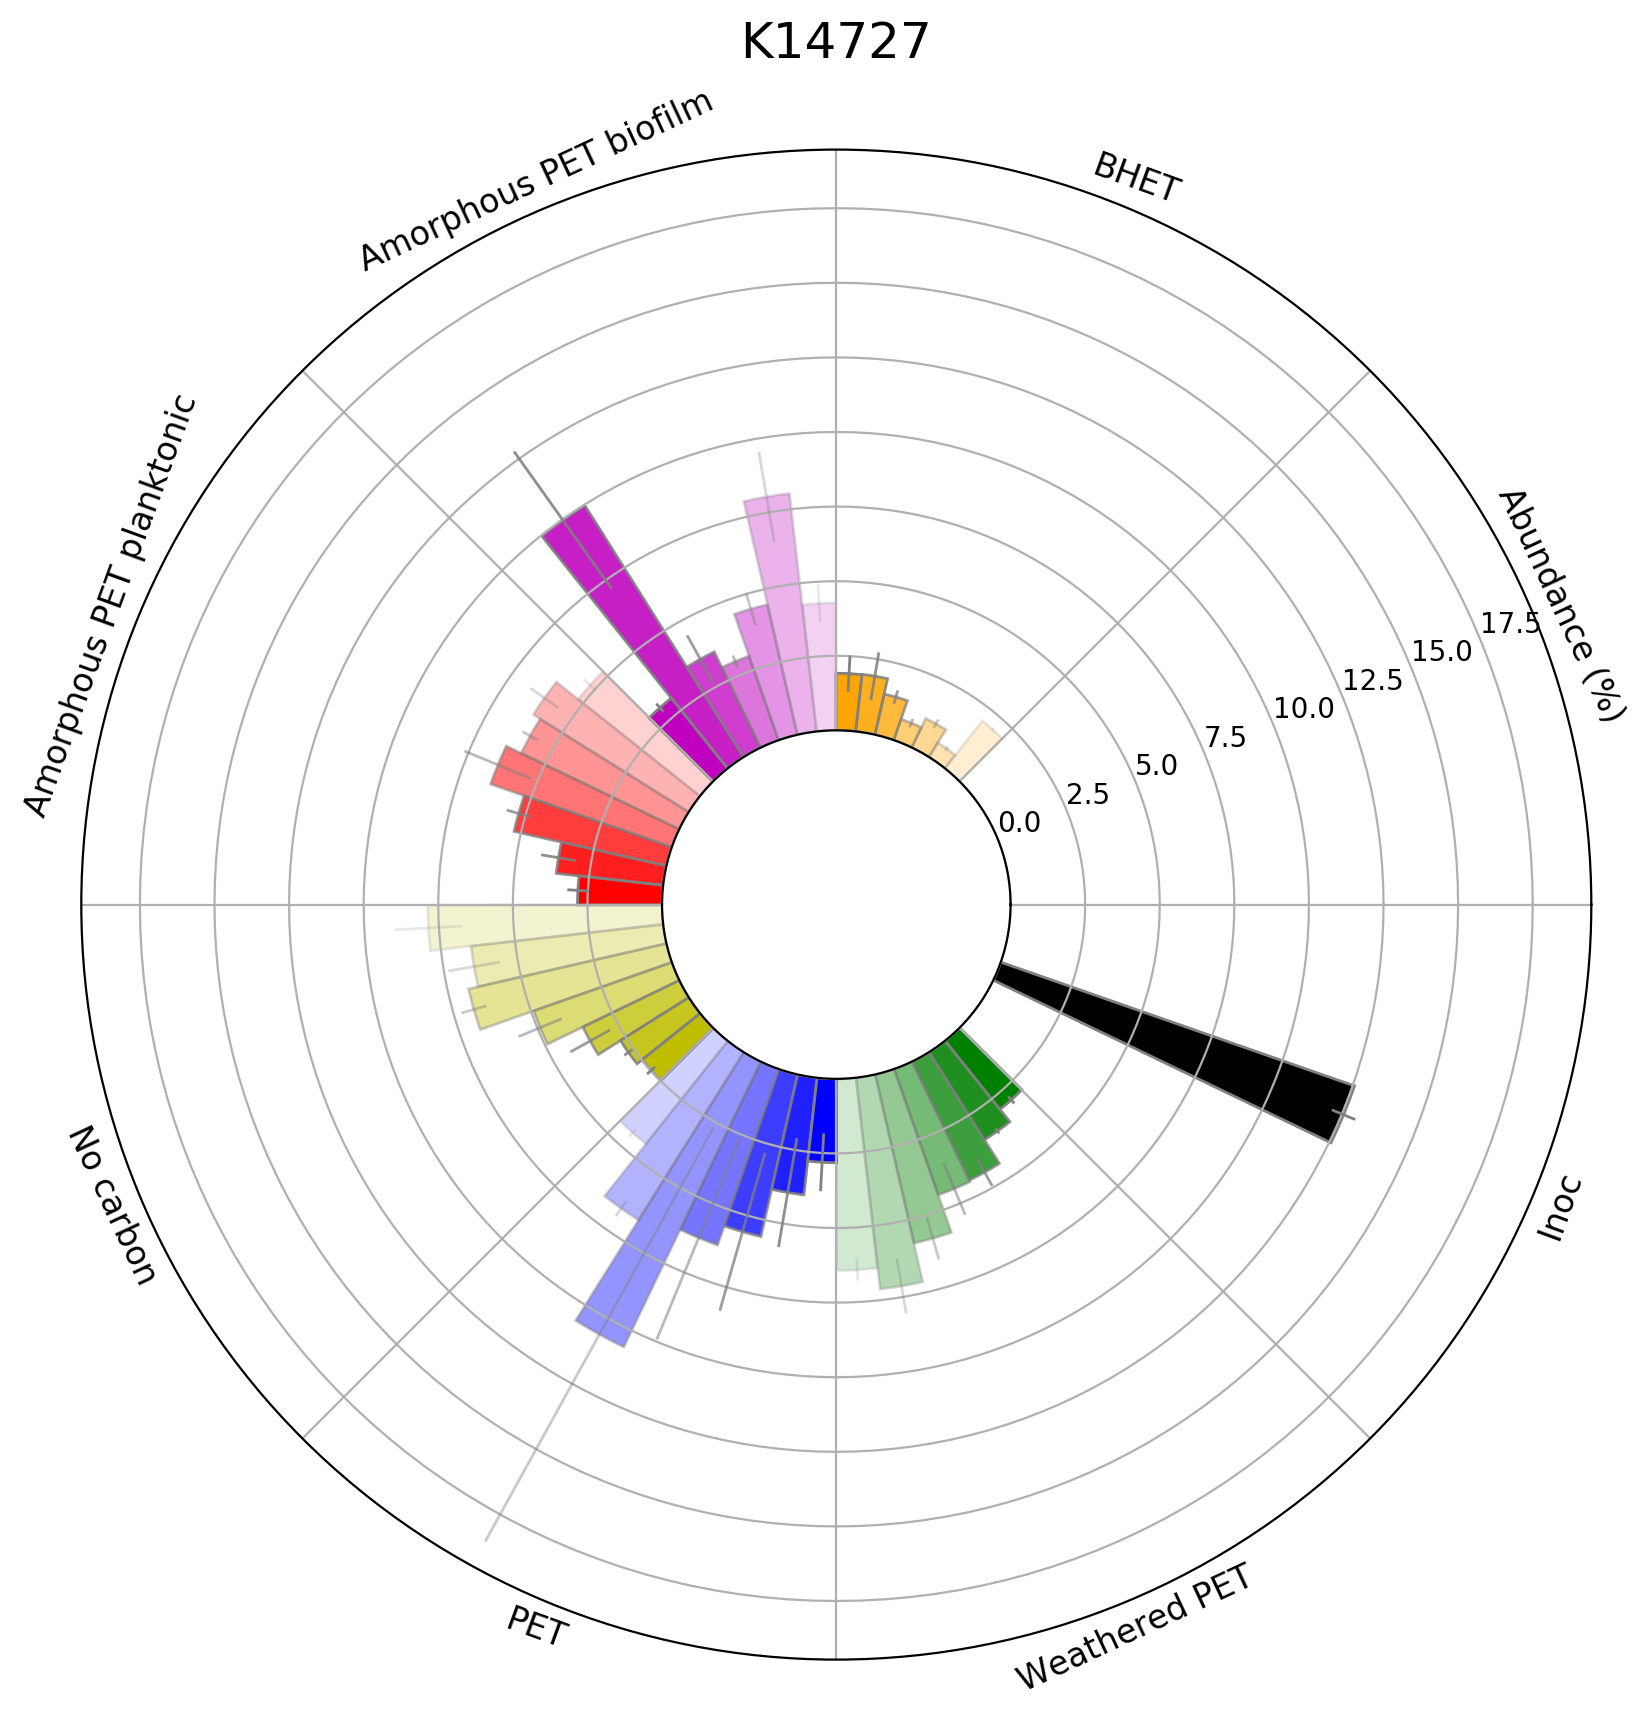 K14727
Amorphous PET biofilm
BHET
Amorphous PET planktonic
Abundance (%)
17.5
15.0
12.5
10.0
7.5
5.0
2.5
0.0
No carbon
Inoc
PET
Weathered PET